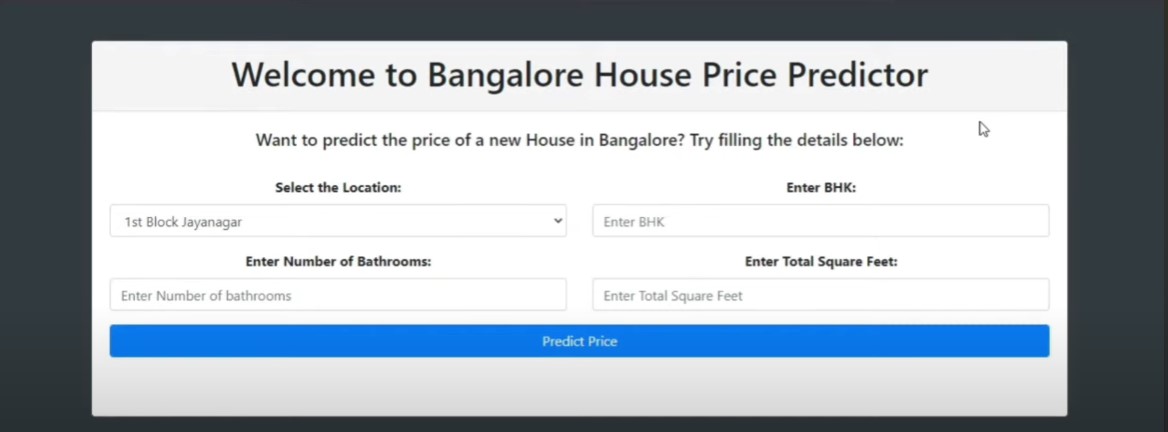 Welcome to Bangalore House Price Predictor
Want to predict the price of a new House in Bangalore? Try filling the details below:
Select the Location:
Enter BHK:
1st Block Jayanagar
Enter BHK
Enter Number of Bathrooms:
Enter Total Square Feet:
Enter Number of bathrooms
Enter Total Square Feet
Predict Price